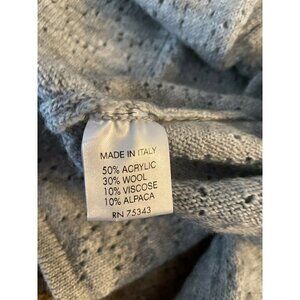 MADE IN ITALY
50% ACRYLIC
30% WOOL
10% VISCOSE
10% ALPACA
RN 75343